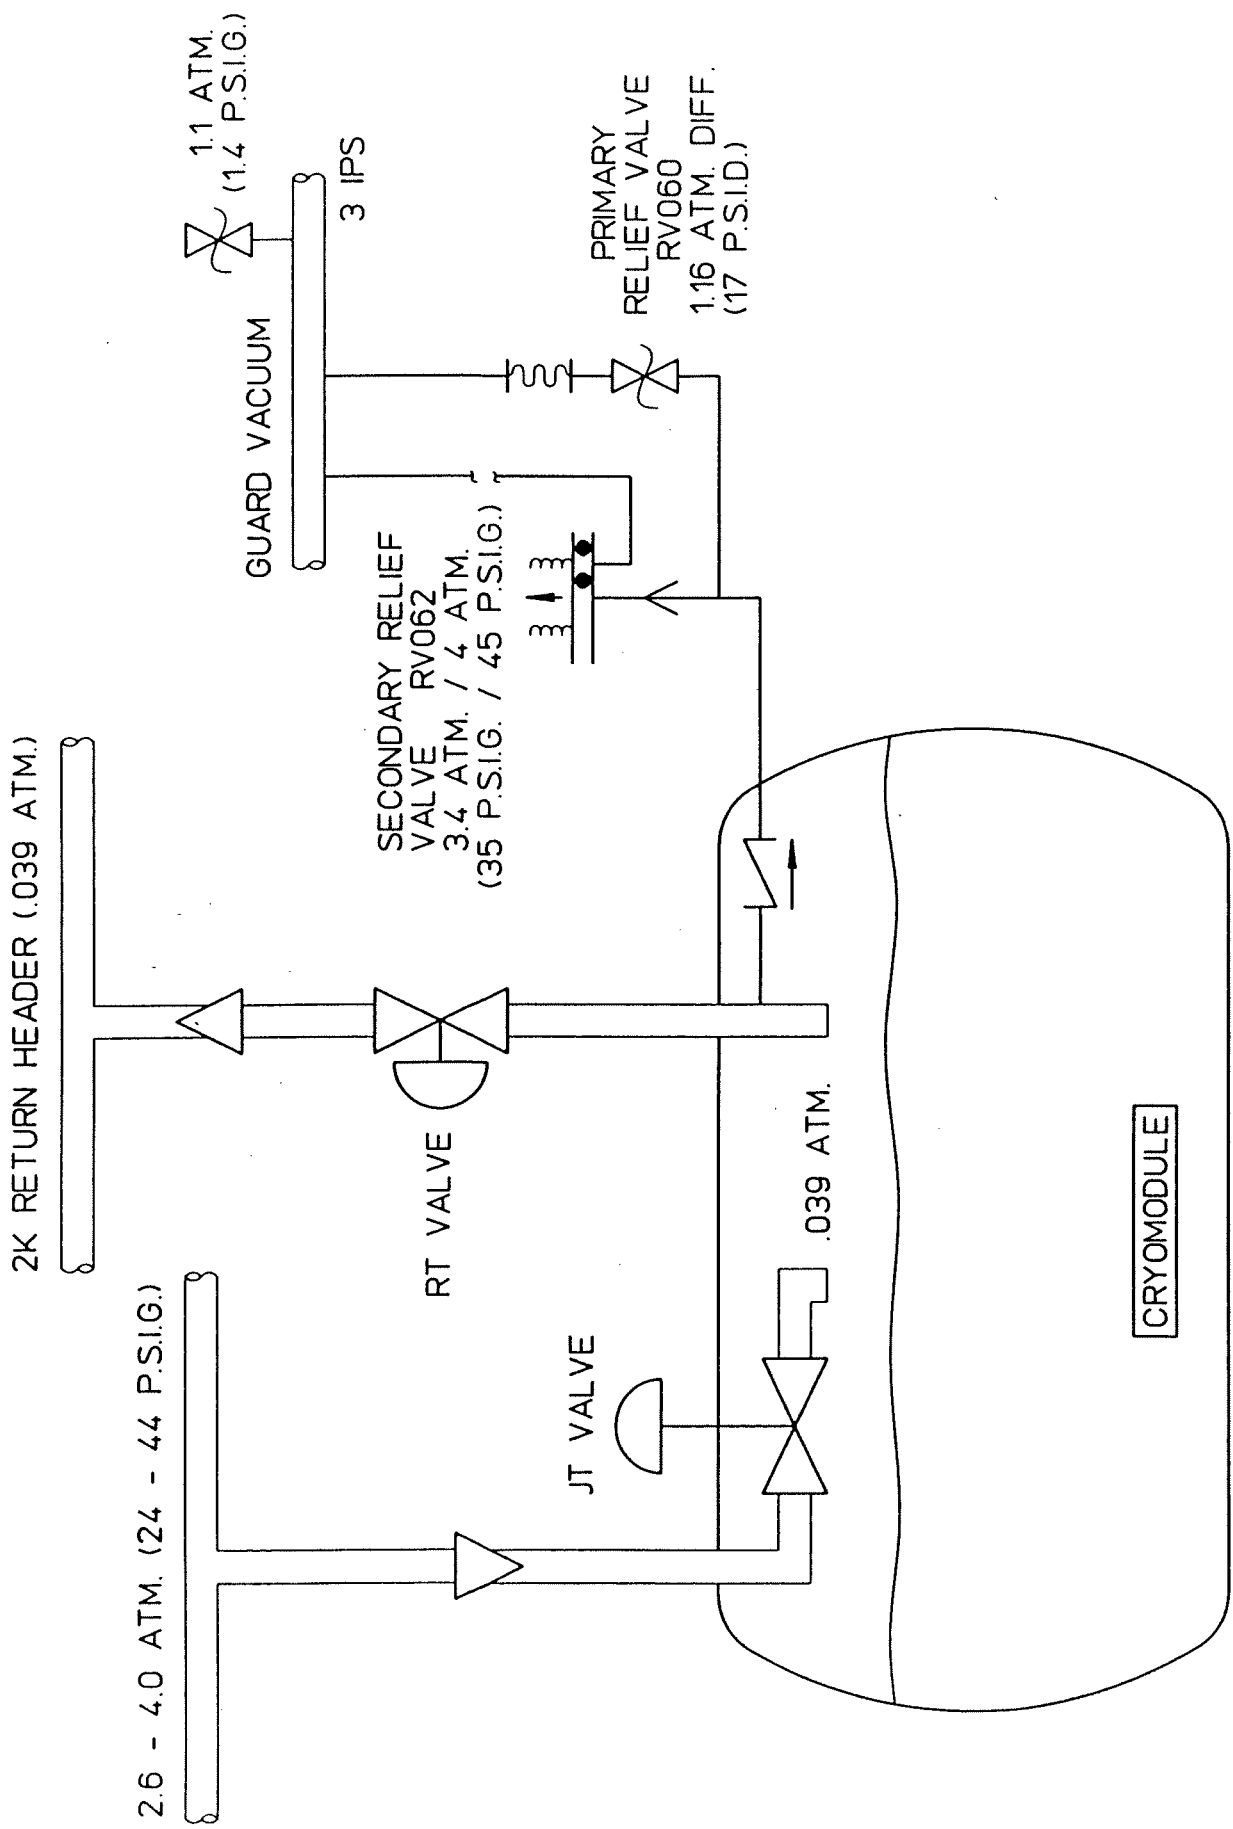 2.6 - 4.0 ATM. (24 - 44 P.S.I.G.)
2K RETURN HEADER (.039 ATM.)
GUARD VACUUM
1.1 ATM.
(1.4 P.S.I.G.)
3 IPS
SECONDARY RELIEF
VALVE RV062
3.4 ATM. / 4 ATM.
(35 P.S.I.G. / 45 P.S.I.G.)
PRIMARY
RELIEF VALVE
RV060
1.16 ATM. DIFF.
(17 P.S.I.D.)
RT VALVE
JT VALVE
.039 ATM.
CRYOMODULE